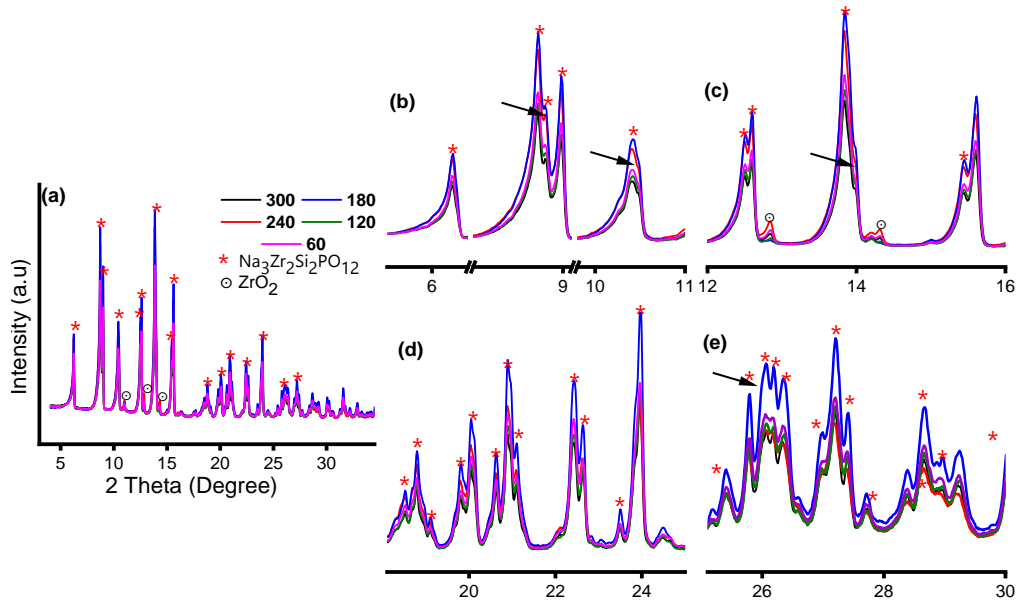 (a)
300
180
240
120
60
* Na3Zr2Si2PO12
⊙ ZrO2
Intensity (a.u)
5 10 15 20 25 30
2 Theta (Degree)
(b)
6 9 10 11
(c)
12 14 16
(d)
20 22 24
(e)
26 28 30